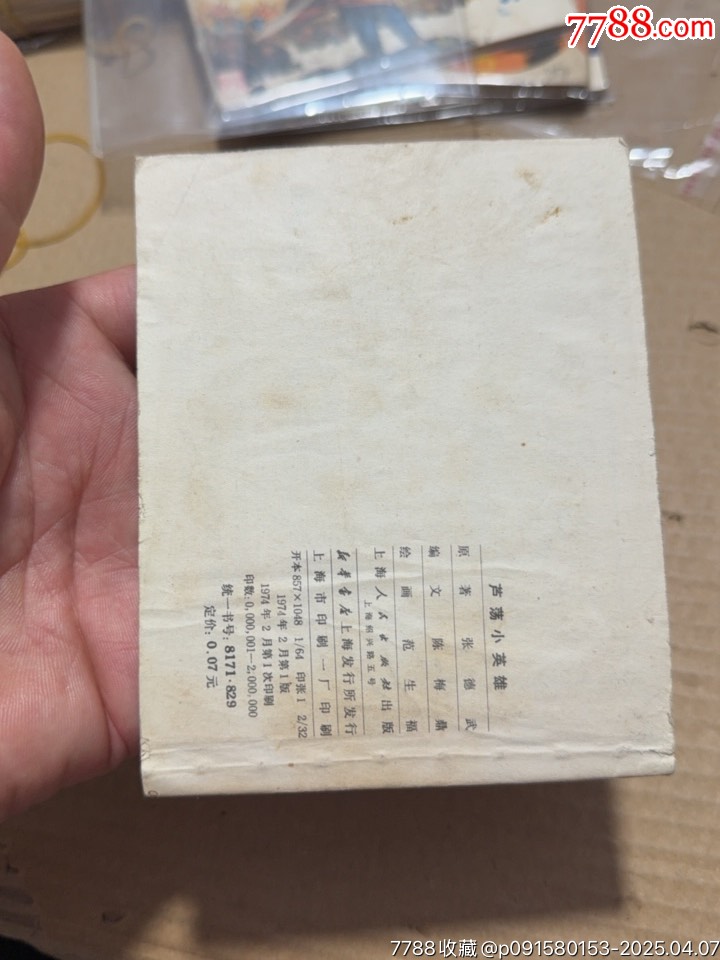 7788.com
芦荡小英雄
原著 张德武
编文 陈梅鼎
绘画 范生福
上海人民出版社出版
上海绍兴路五号
新华书店上海发行所发行
上海市印刷一厂印刷
开本857×1048 1/64 印张1 2/32
1974年2月第1版
1974年2月第1次印刷
印数:0,000,001—2,000,000
统一书号:8171·829
定价:0.07元
7788收藏@p091580153-2025.04.07